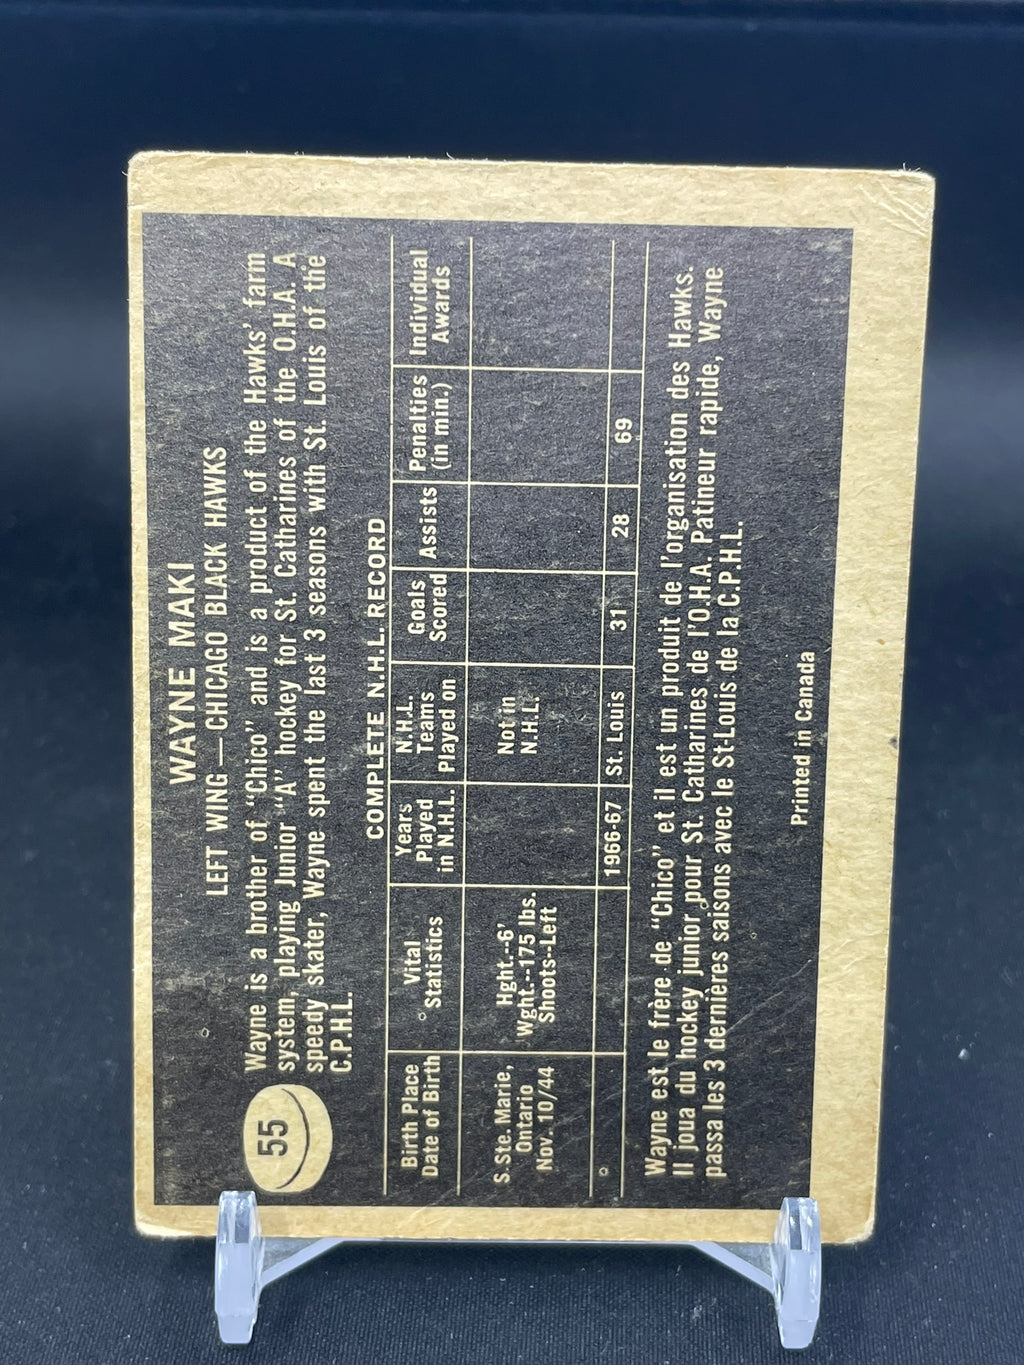 WAYNE MAKI
LEFT WING—CHICAGO BLACK HAWKS
55
Wayne is a brother of "Chico" and is a product of the Hawks' farm
system, playing Junior "A" hockey for St. Catharines of the O.H.A. A
speedy skater, Wayne spent the last 3 seasons with St. Louis of the
C.P.H.L.
COMPLETE N.H.L. RECORD
Birth Place
Date of Birth
Vital
Statistics
Years
Played
in N.H.L.
N.H.L.
Teams
Played on
Goals
Scored
Assists
Penalties
(in min.)
Individual
Awards
S. Ste. Marie,
Ontario
Nov. 10/44
Hght.--6'
Wght.--175 lbs.
Shoots--Left
Not in
N.H.L.
1966-67 St. Louis 31 28 69
Wayne est le frère de "Chico" et il est un produit de l'organisation des Hawks.
Il joua du hockey junior pour St. Catharines de l'O.H.A. Patineur rapide, Wayne
passa les 3 dernières saisons avec le St-Louis de la C.P.H.L.
Printed in Canada